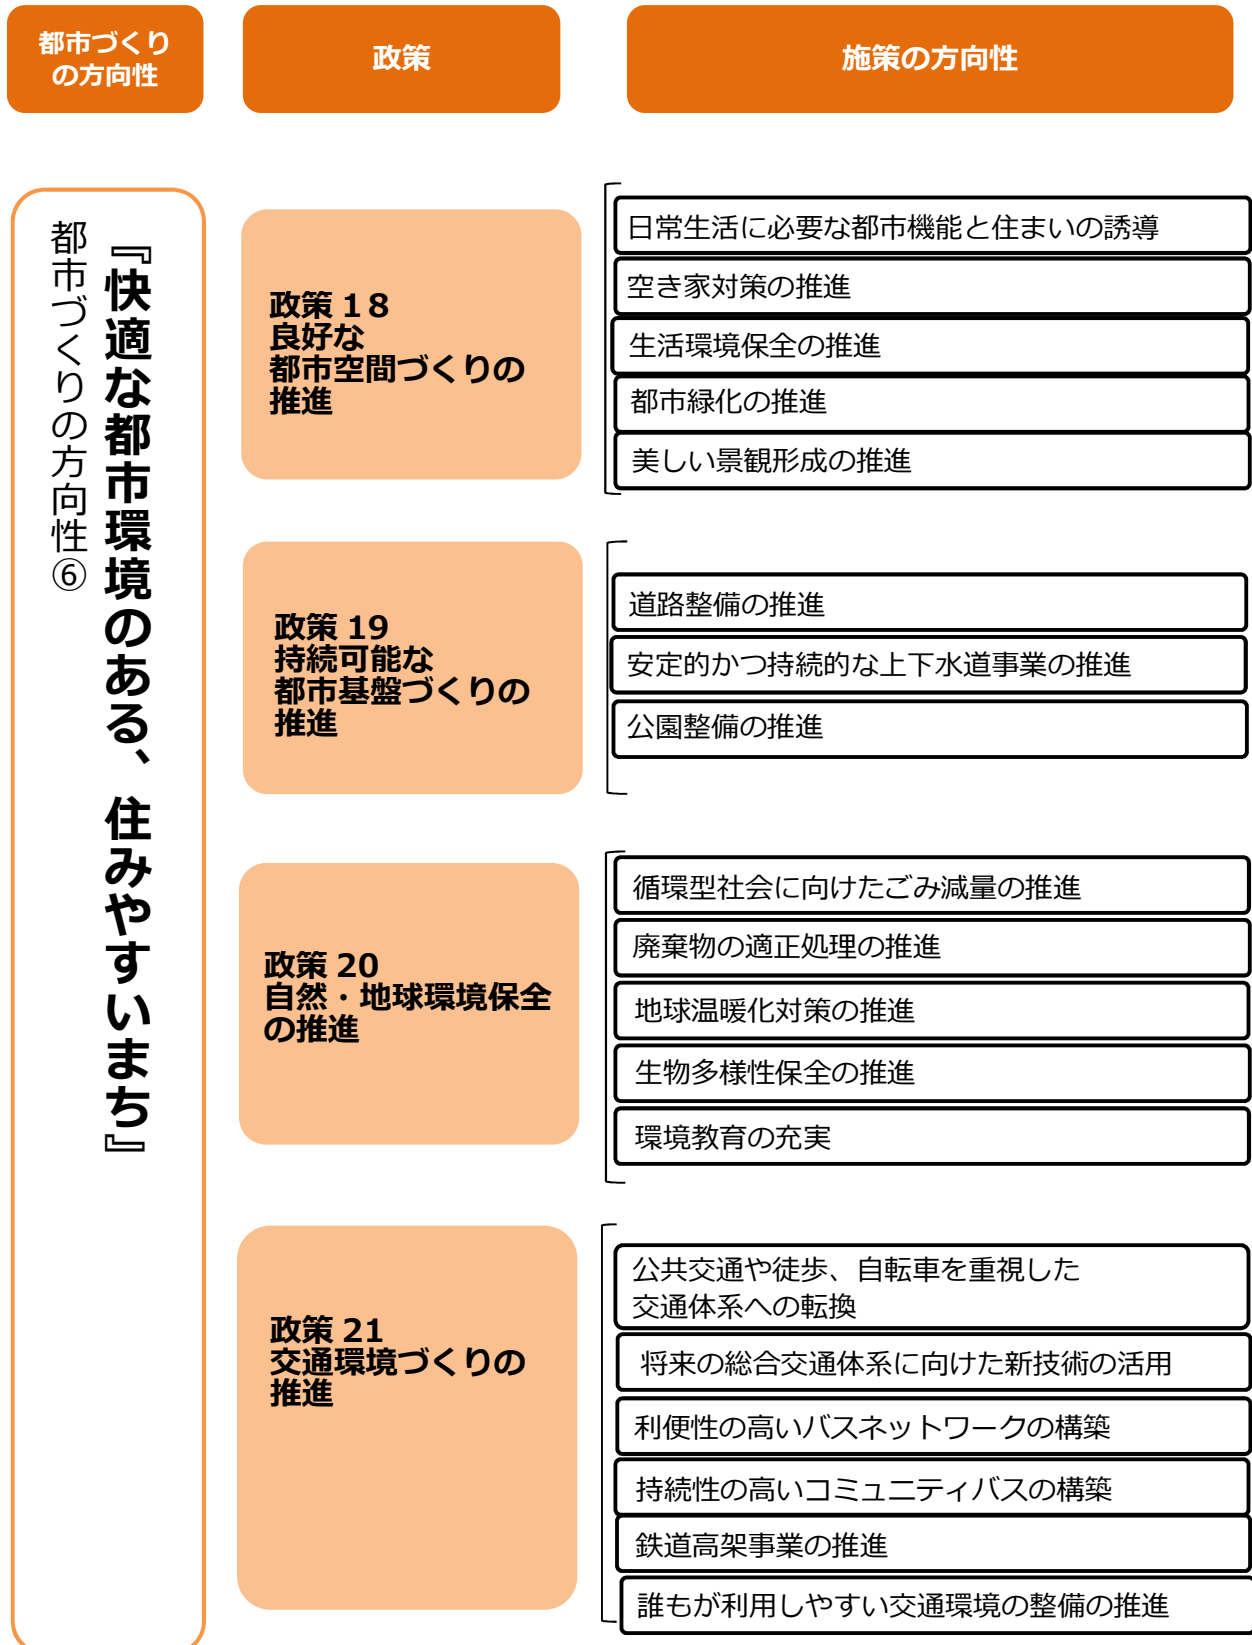 都市づくり
の方向性
政策
施策の方向性
都市づくりの方向性⑥
『快適な都市環境のある、住みやすいまち』
政策 18
良好な
都市空間づくりの
推進
日常生活に必要な都市機能と住まいの誘導
空き家対策の推進
生活環境保全の推進
都市緑化の推進
美しい景観形成の推進
政策 19
持続可能な
都市基盤づくりの
推進
道路整備の推進
安定的かつ持続的な上下水道事業の推進
公園整備の推進
政策 20
自然・地球環境保全
の推進
循環型社会に向けたごみ減量の推進
廃棄物の適正処理の推進
地球温暖化対策の推進
生物多様性保全の推進
環境教育の充実
政策 21
交通環境づくりの
推進
公共交通や徒歩、自転車を重視した
交通体系への転換
将来の総合交通体系に向けた新技術の活用
利便性の高いバスネットワークの構築
持続性の高いコミュニティバスの構築
鉄道高架事業の推進
誰もが利用しやすい交通環境の整備の推進